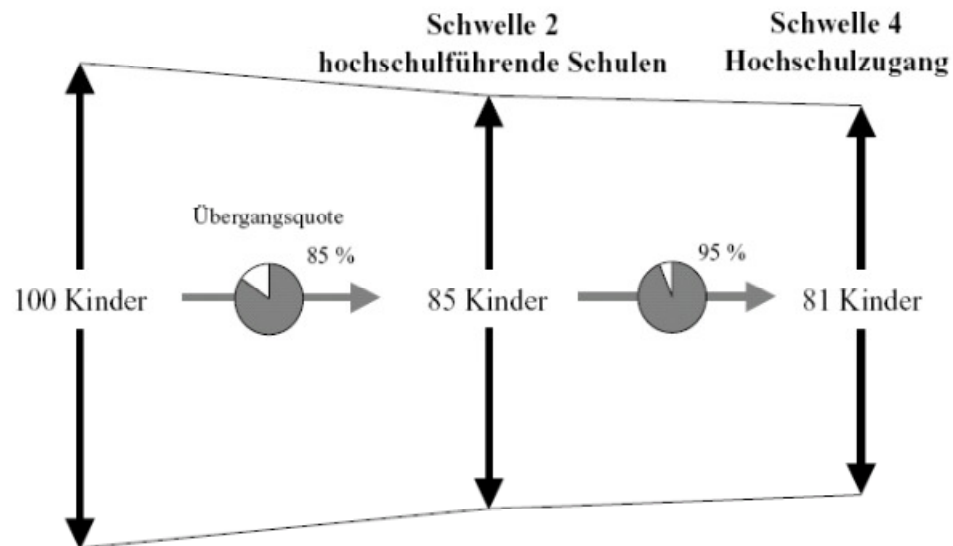 Schwelle 2
hochschulführende Schulen
Schwelle 4
Hochschulzugang
Übergangsquote
85 %
95 %
100 Kinder
85 Kinder
81 Kinder